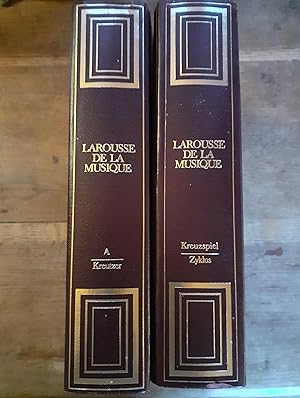 LAROUSSE
DE LA
MUSIQUE
A
Kreutzer
LAROUSSE
DE LA
MUSIQUE
Kreuzspiel
Zyklus